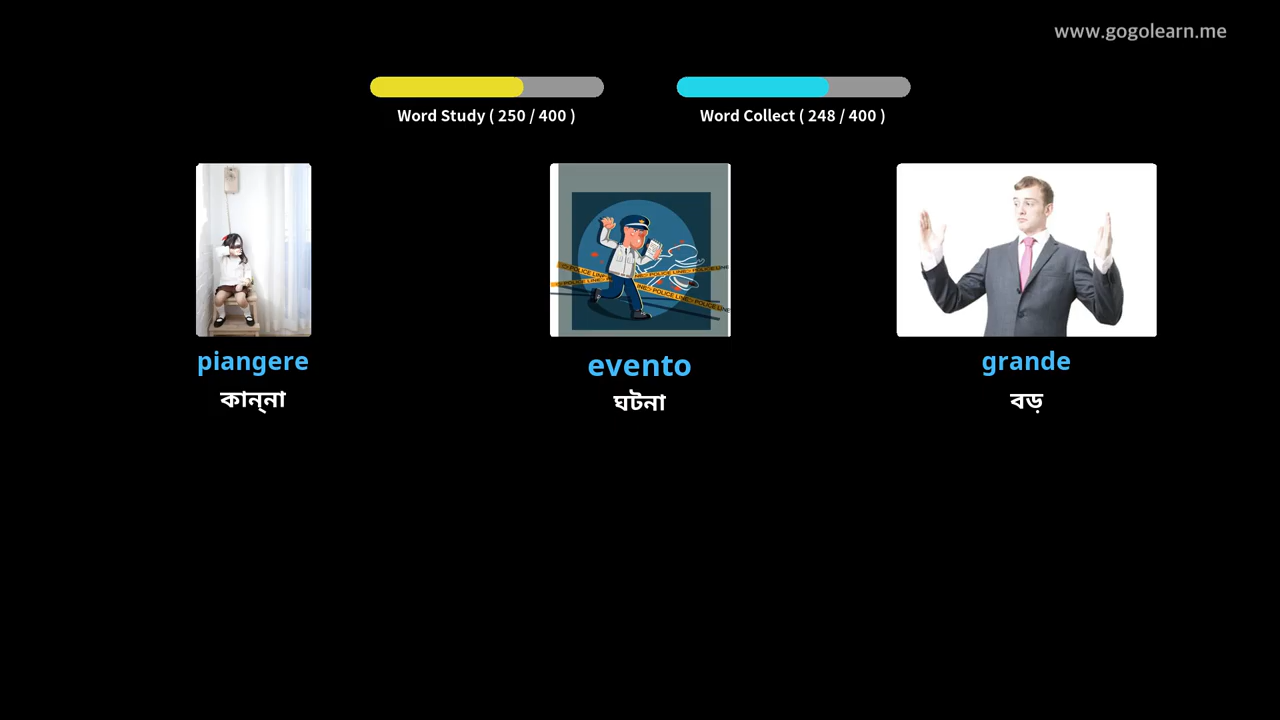 www.gogolearn.me
Word Study ( 250 / 400 )
Word Collect ( 248 / 400 )
piangere
evento
grande
কান্‌না
ঘটনা
বড়